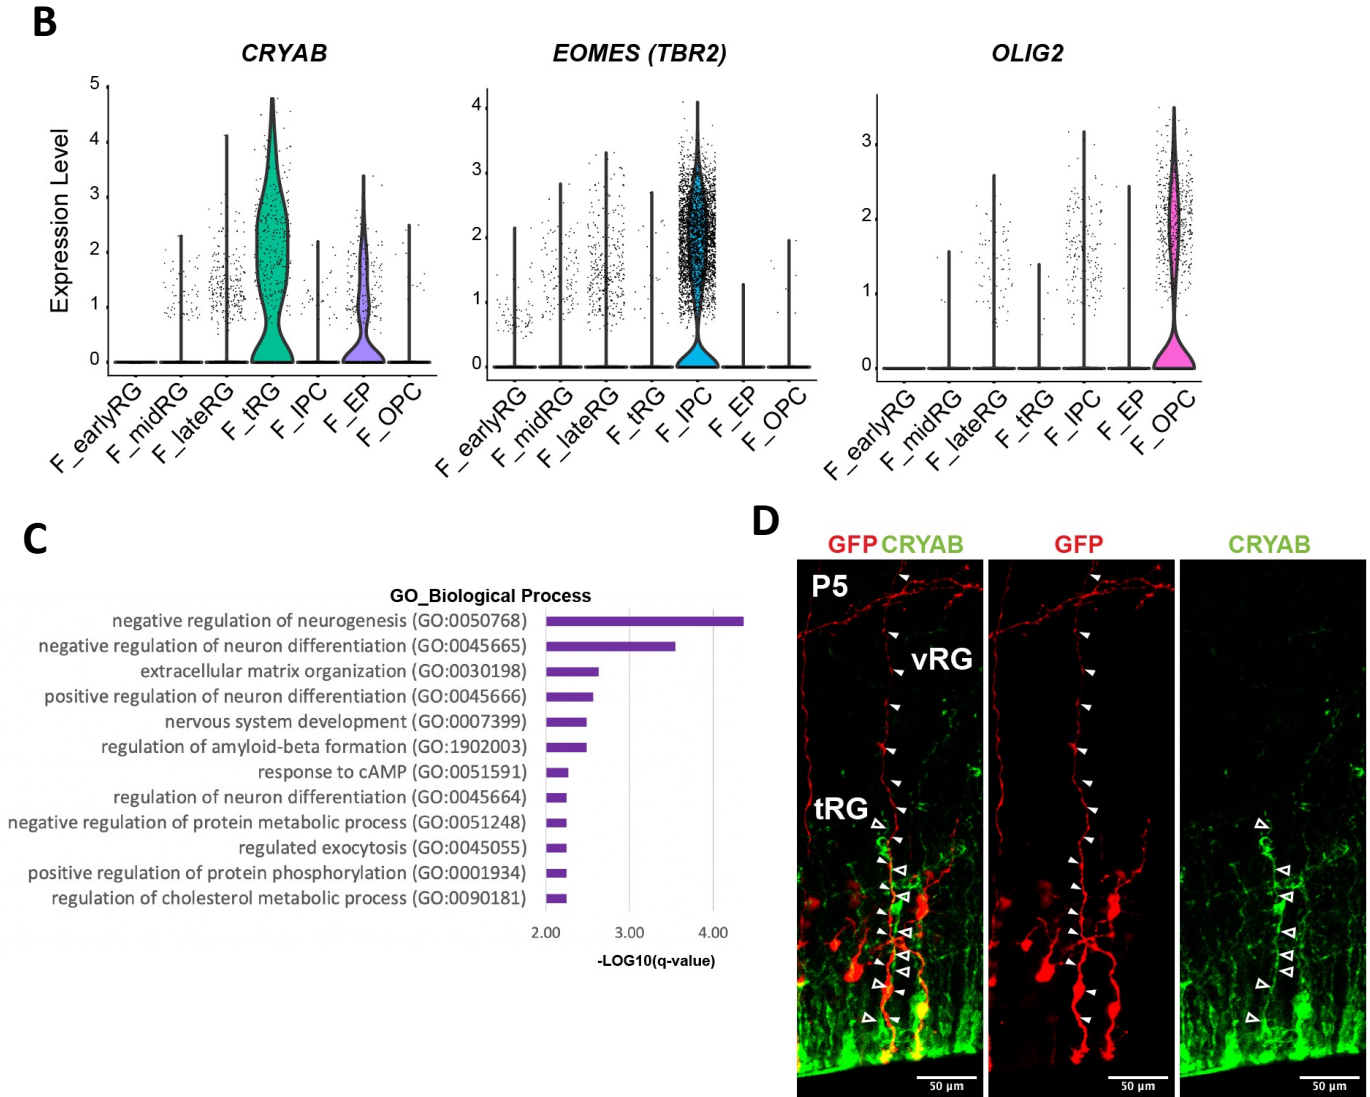 B
CRYAB
EOMES (TBR2)
OLIG2
Expression Level
5
4
3
2
1
0
F_earlyRG
F_midRG
F_lateRG
F_tRG
F_IPC
F_EP
F_OPC
4
3
2
1
0
F_earlyRG
F_midRG
F_lateRG
F_tRG
F_IPC
F_EP
F_OPC
3
2
1
0
F_earlyRG
F_midRG
F_lateRG
F_tRG
F_IPC
F_EP
F_OPC
C
GO_Biological Process
negative regulation of neurogenesis (GO:0050768)
negative regulation of neuron differentiation (GO:0045665)
extracellular matrix organization (GO:0030198)
positive regulation of neuron differentiation (GO:0045666)
nervous system development (GO:0007399)
regulation of amyloid-beta formation (GO:1902003)
response to cAMP (GO:0051591)
regulation of neuron differentiation (GO:0045664)
negative regulation of protein metabolic process (GO:0051248)
regulated exocytosis (GO:0045055)
positive regulation of protein phosphorylation (GO:0001934)
regulation of cholesterol metabolic process (GO:0090181)
2.00 3.00 4.00
-LOG10(q-value)
D
GFP CRYAB
GFP
CRYAB
P5
vRG
tRG
50 µm
50 µm
50 µm